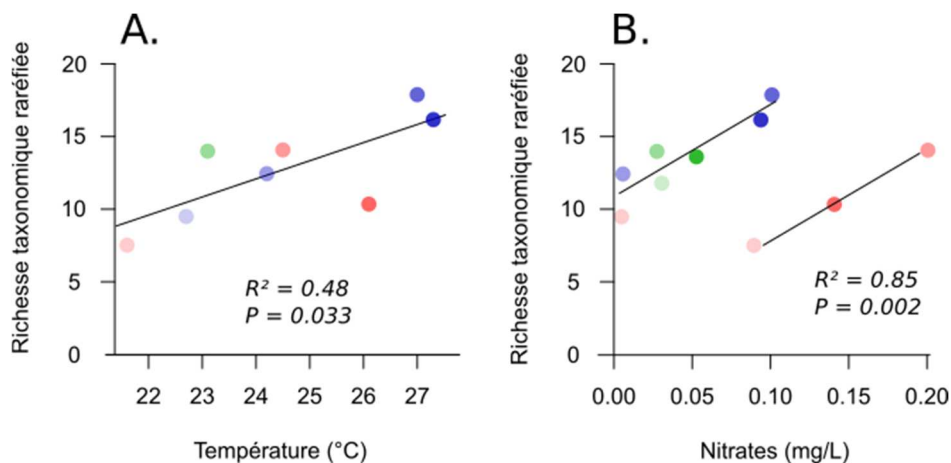 A.
Richesse taxonomique raréfiée
20
15
10
5
0
R² = 0.48
P = 0.033
22 23 24 25 26 27
Température (°C)
B.
Richesse taxonomique raréfiée
20
15
10
5
0
R² = 0.85
P = 0.002
0.00 0.05 0.10 0.15 0.20
Nitrates (mg/L)